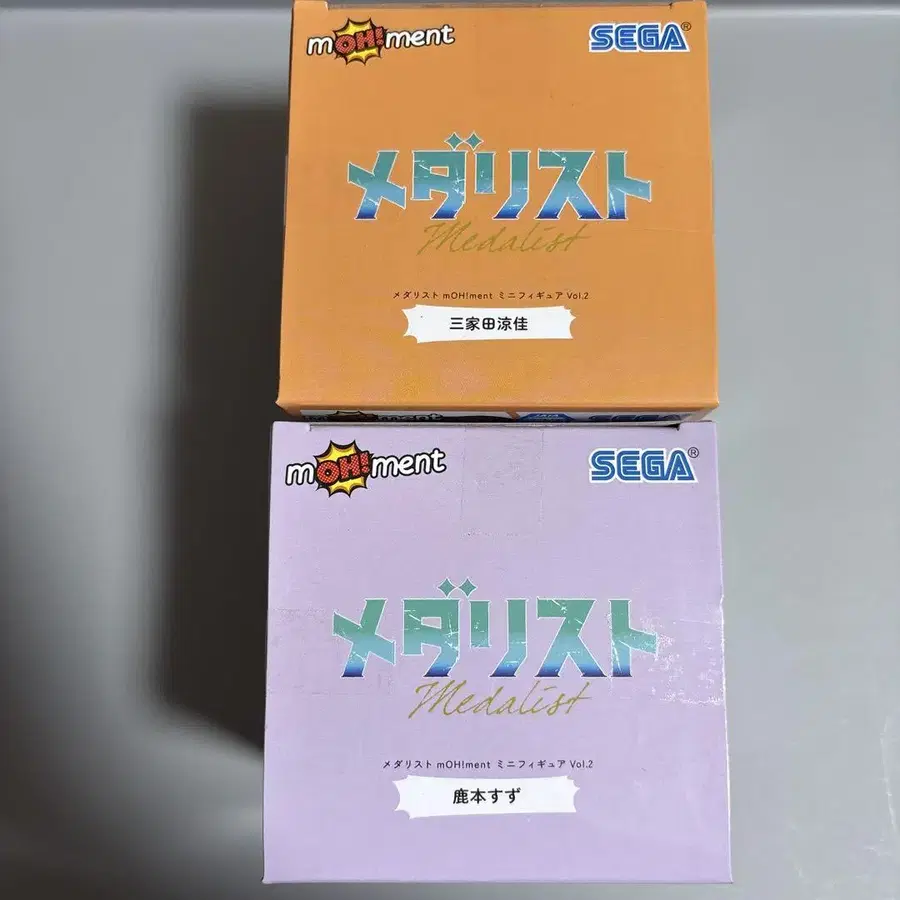 mOH!ment
SEGA®
メダリスト
Medalist
メダリスト mOH!ment ミニフィギュア Vol.2
三家田涼佳
SEGA
mOH!ment
SEGA®
メダリスト
Medalist
メダリスト mOH!ment ミニフィギュア Vol.2
鹿本すず